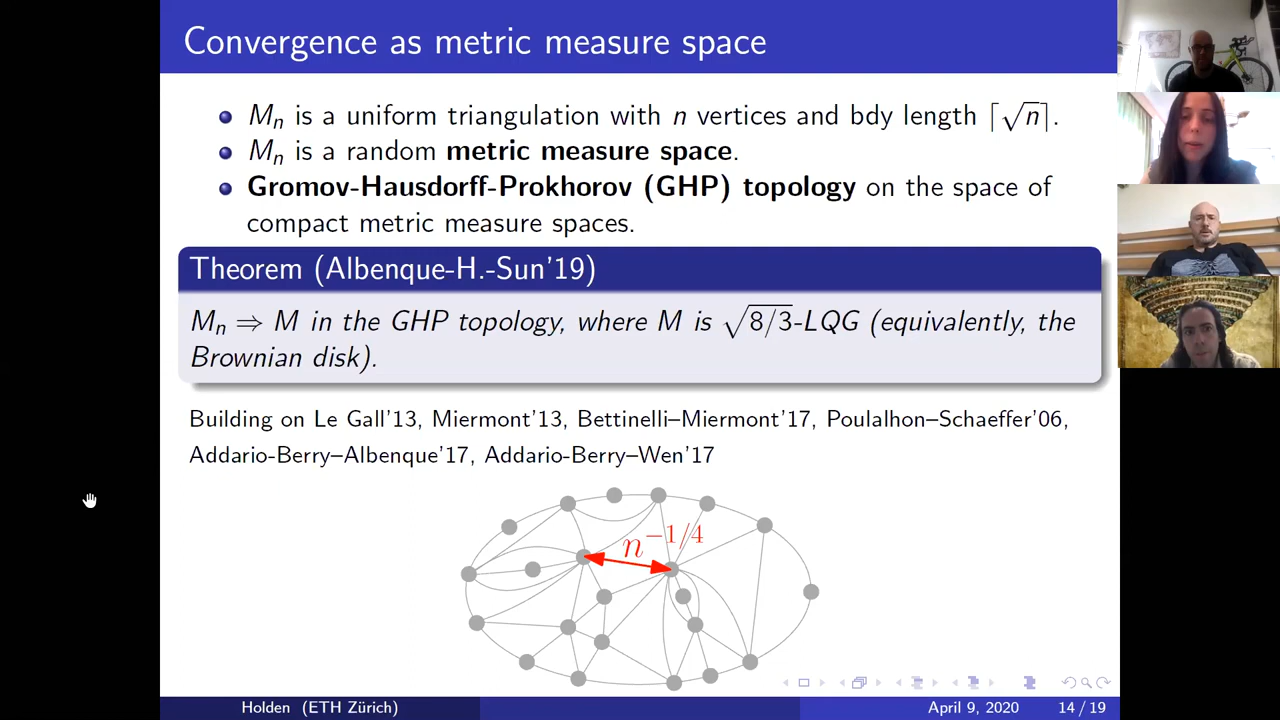 Convergence as metric measure space
Mₙ is a uniform triangulation with n vertices and bdy length ⌈√n⌉.
Mₙ is a random metric measure space.
Gromov-Hausdorff-Prokhorov (GHP) topology on the space of
compact metric measure spaces.
Theorem (Albenque-H.-Sun'19)
Mₙ ⇒ M in the GHP topology, where M is √8/3-LQG (equivalently, the
Brownian disk).
Building on Le Gall'13, Miermont'13, Bettinelli–Miermont'17, Poulalhon–Schaeffer'06,
Addario-Berry–Albenque'17, Addario-Berry–Wen'17
n⁻¹/⁴
Holden (ETH Zürich)
April 9, 2020
14 / 19